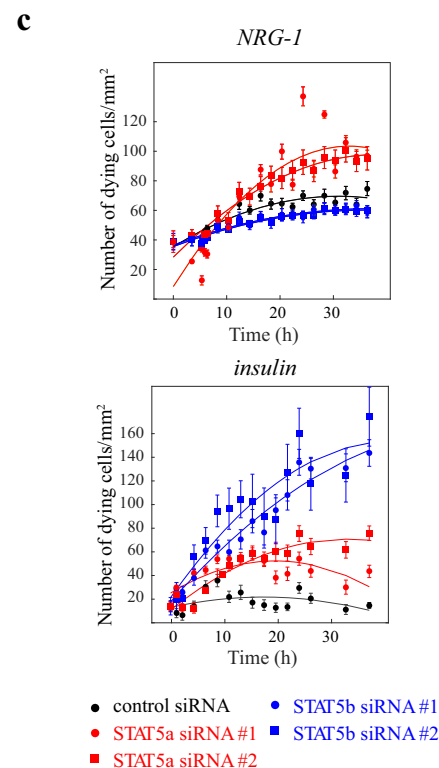 c
NRG-1
Number of dying cells/mm²
120
100
80
60
40
20
0 10 20 30
Time (h)
insulin
Number of dying cells/mm²
160
140
120
100
80
60
40
20
0 10 20 30
Time (h)
control siRNA
STAT5b siRNA #1
STAT5a siRNA #1
STAT5b siRNA #2
STAT5a siRNA #2